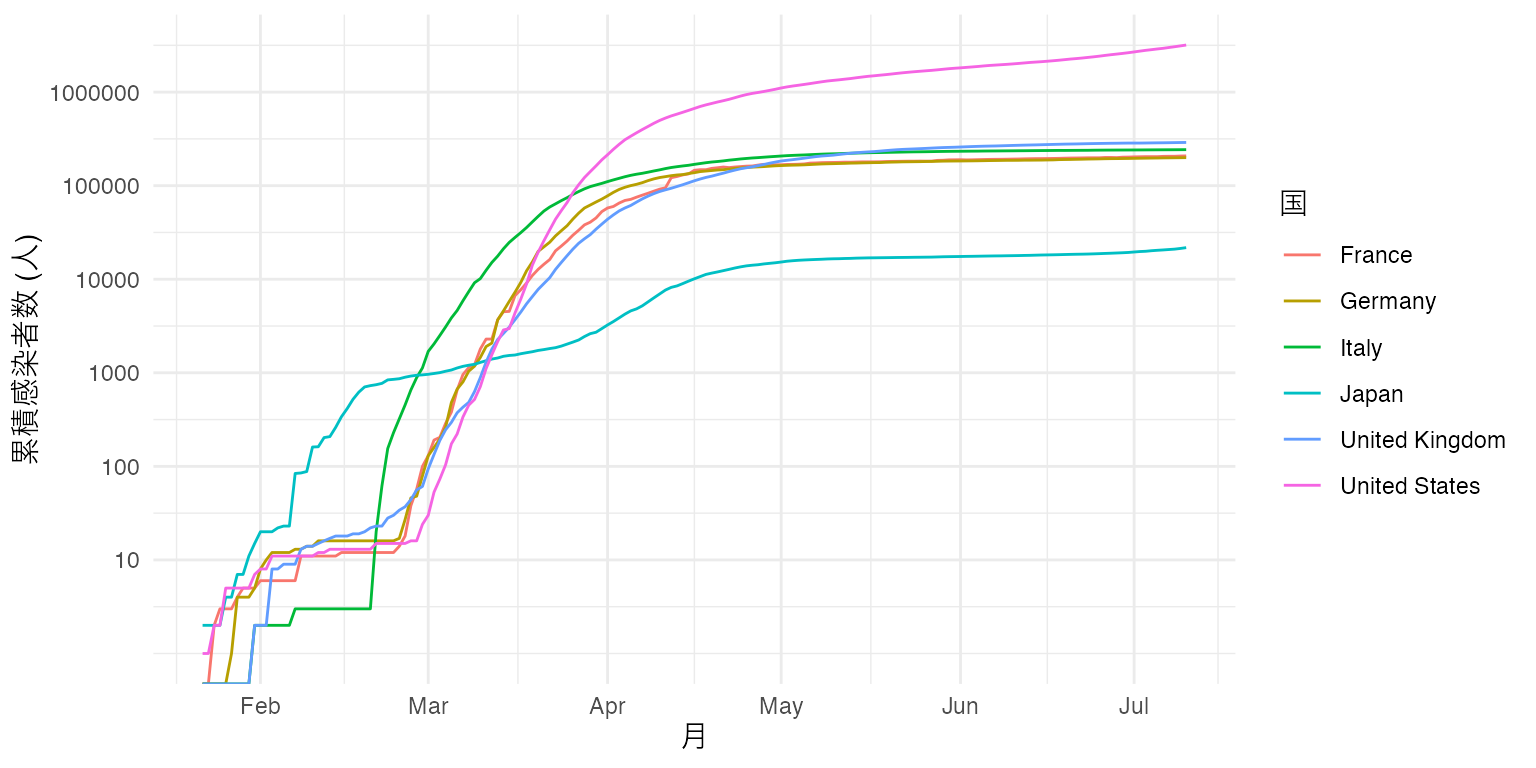 累積感染者数 (人)
1000000
100000
10000
1000
100
10
Feb Mar Apr May Jun Jul
月
国
France
Germany
Italy
Japan
United Kingdom
United States